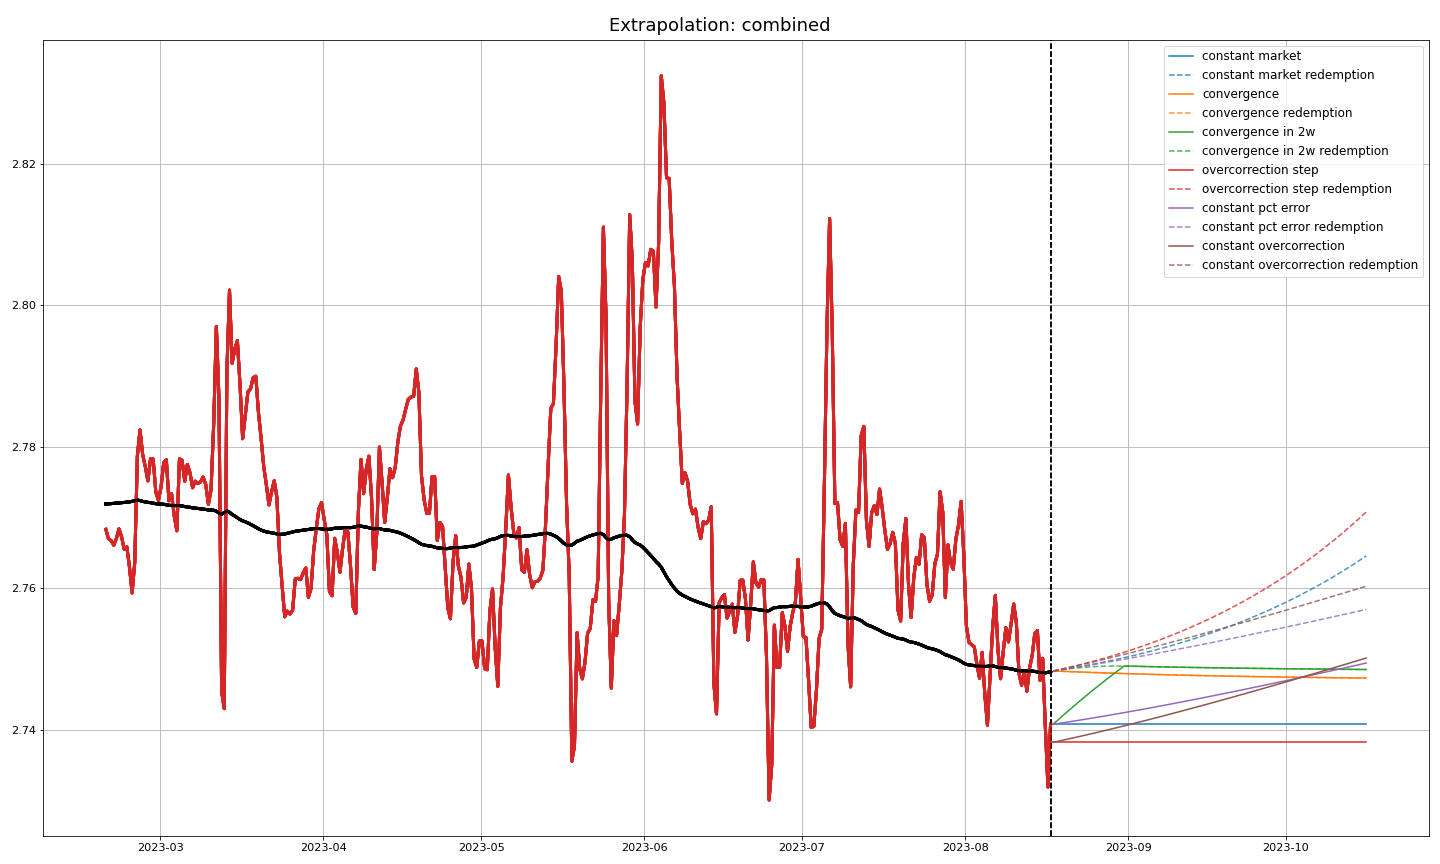 Extrapolation: combined
constant market
constant market redemption
convergence
convergence redemption
convergence in 2w
convergence in 2w redemption
overcorrection step
overcorrection step redemption
constant pct error
constant pct error redemption
constant overcorrection
constant overcorrection redemption
2.82
2.80
2.78
2.76
2.74
2023-03
2023-04
2023-05
2023-06
2023-07
2023-08
2023-09
2023-10